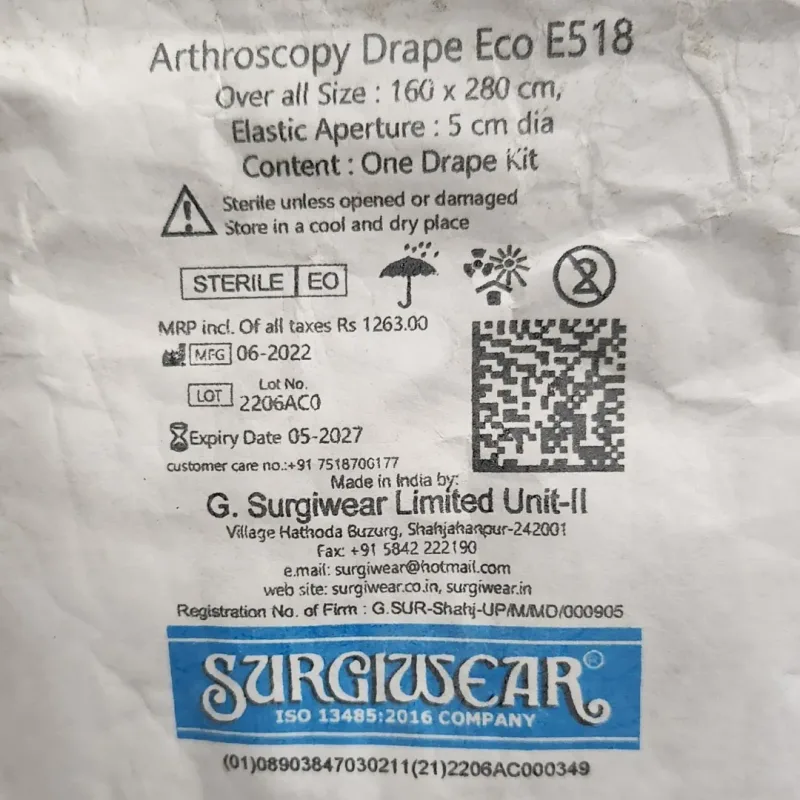 Arthroscopy Drape Eco E518
Over all Size : 160 x 280 cm,
Elastic Aperture : 5 cm dia
Content : One Drape Kit
Sterile unless opened or damaged
Store in a cool and dry place
STERILE EO
MRP incl. Of all taxes Rs 1263.00
MFG 06-2022
Lot No.
LOT 2206AC0
Expiry Date 05-2027
customer care no.:+91 7518700177
Made in India by:
G. Surgiwear Limited Unit-II
Village Hathoda Buzurg, Shahjahanpur-242001
Fax: +91 5842 222190
e.mail: surgiwear@hotmail.com
web site: surgiwear.co.in, surgiwear.in
Registration No. of Firm : G.SUR-Shahj-UP/M/MD/000905
SURGIWEAR®
ISO 13485:2016 COMPANY
(01)08903847030211(21)2206AC000349